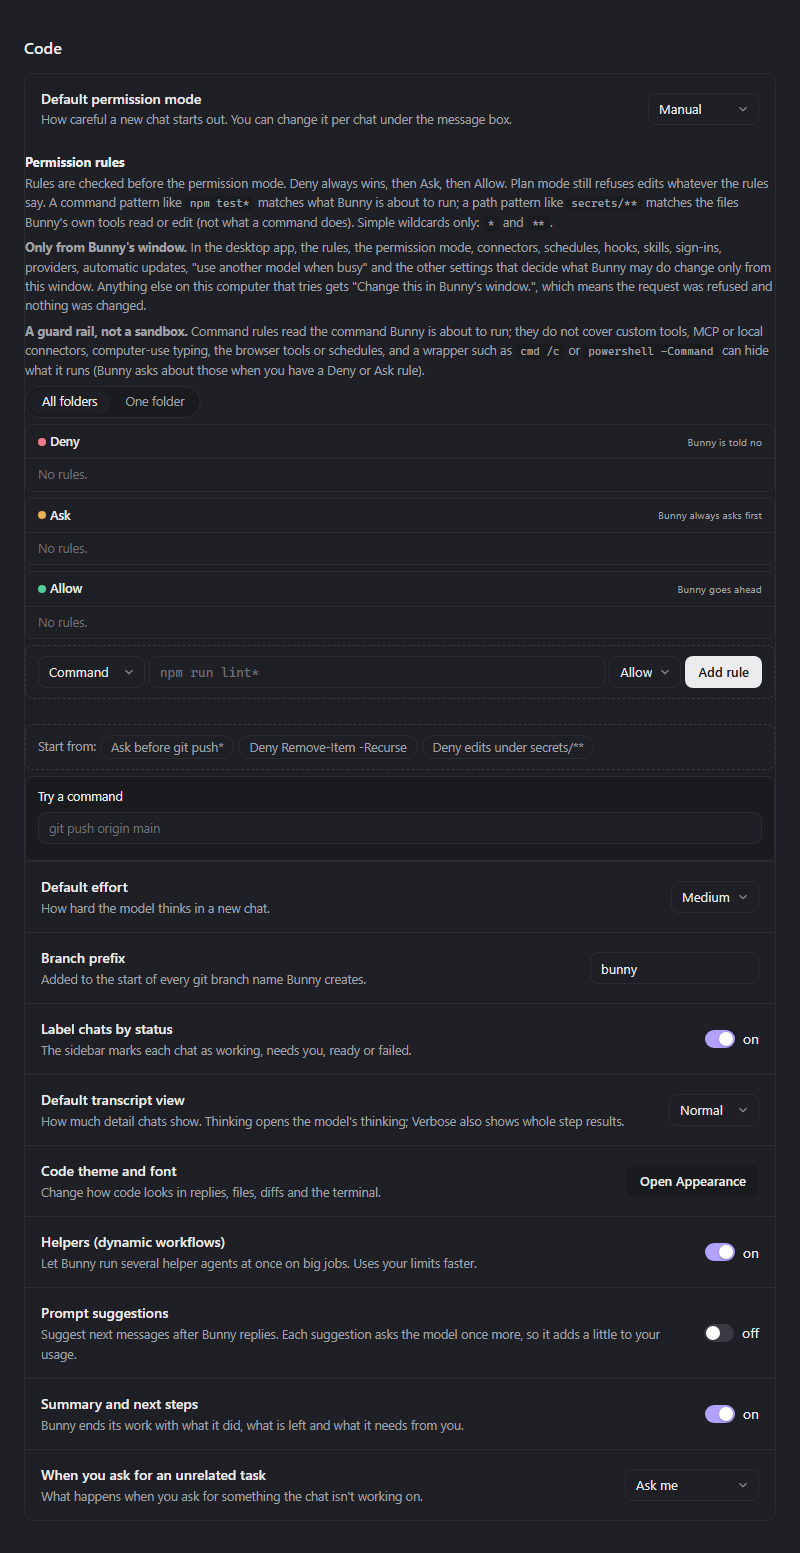 Code
Default permission mode
How careful a new chat starts out. You can change it per chat under the message box.
Manual
Permission rules
Rules are checked before the permission mode. Deny always wins, then Ask, then Allow. Plan mode still refuses edits whatever the rules
say. A command pattern like npm test* matches what Bunny is about to run; a path pattern like secrets/** matches the files
Bunny's own tools read or edit (not what a command does). Simple wildcards only: * and **.
Only from Bunny's window. In the desktop app, the rules, the permission mode, connectors, schedules, hooks, skills, sign-ins,
providers, automatic updates, "use another model when busy" and the other settings that decide what Bunny may do change only from
this window. Anything else on this computer that tries gets "Change this in Bunny's window.", which means the request was refused and
nothing was changed.
A guard rail, not a sandbox. Command rules read the command Bunny is about to run; they do not cover custom tools, MCP or local
connectors, computer-use typing, the browser tools or schedules, and a wrapper such as cmd /c or powershell -Command can hide
what it runs (Bunny asks about those when you have a Deny or Ask rule).
All folders
One folder
Deny
Bunny is told no
No rules.
Ask
Bunny always asks first
No rules.
Allow
Bunny goes ahead
No rules.
Command
npm run lint*
Allow
Add rule
Start from:
Ask before git push*
Deny Remove-Item -Recurse
Deny edits under secrets/**
Try a command
git push origin main
Default effort
How hard the model thinks in a new chat.
Medium
Branch prefix
Added to the start of every git branch name Bunny creates.
bunny
Label chats by status
The sidebar marks each chat as working, needs you, ready or failed.
on
Default transcript view
How much detail chats show. Thinking opens the model's thinking; Verbose also shows whole step results.
Normal
Code theme and font
Change how code looks in replies, files, diffs and the terminal.
Open Appearance
Helpers (dynamic workflows)
Let Bunny run several helper agents at once on big jobs. Uses your limits faster.
on
Prompt suggestions
Suggest next messages after Bunny replies. Each suggestion asks the model once more, so it adds a little to your
usage.
off
Summary and next steps
Bunny ends its work with what it did, what is left and what it needs from you.
on
When you ask for an unrelated task
What happens when you ask for something the chat isn't working on.
Ask me